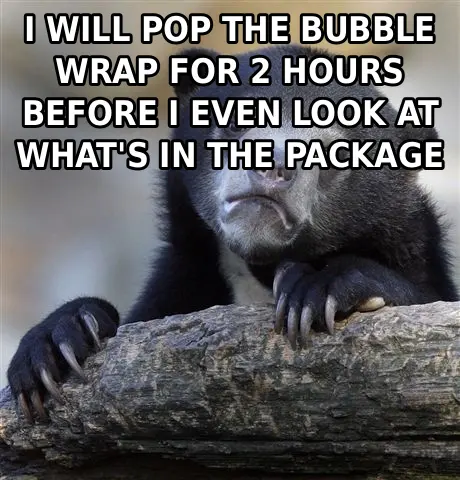 I WILL POP THE BUBBLE
WRAP FOR 2 HOURS
BEFORE I EVEN LOOK AT
WHAT'S IN THE PACKAGE